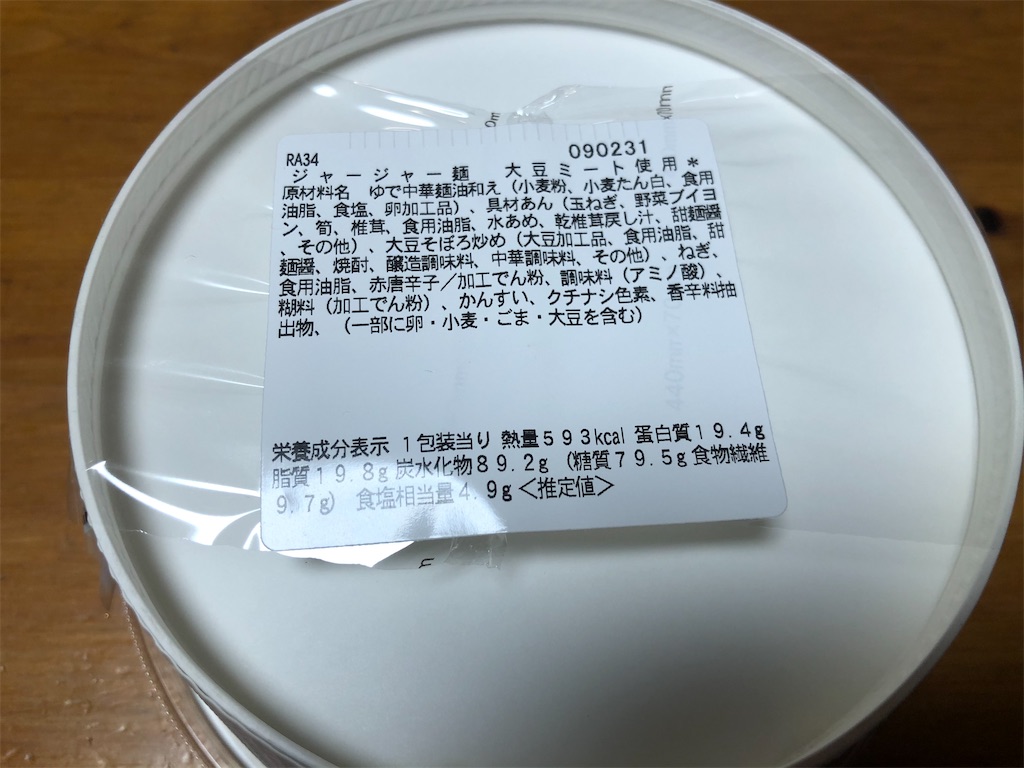 090231
RA34
ジャージャー麺 大豆ミート使用*
原材料名 ゆで中華麺油和え（小麦粉、小麦たん白、食用
油脂、食塩、卵加工品）、具材あん（玉ねぎ、野菜ブイヨ
ン、筍、椎茸、食用油脂、水あめ、乾椎茸戻し汁、甜麺醤
、その他）、大豆そぼろ炒め（大豆加工品、食用油脂、甜
麺醤、焼酎、醸造調味料、中華調味料、その他）、ねぎ、
食用油脂、赤唐辛子／加工でん粉、調味料（アミノ酸）、
糊料（加工でん粉）、かんすい、クチナシ色素、香辛料抽
出物、（一部に卵・小麦・ごま・大豆を含む）
栄養成分表示 1包装当り 熱量593kcal 蛋白質19.4g
脂質19.8g 炭水化物89.2g（糖質79.5g 食物繊維
9.7g） 食塩相当量4.9g＜推定値＞